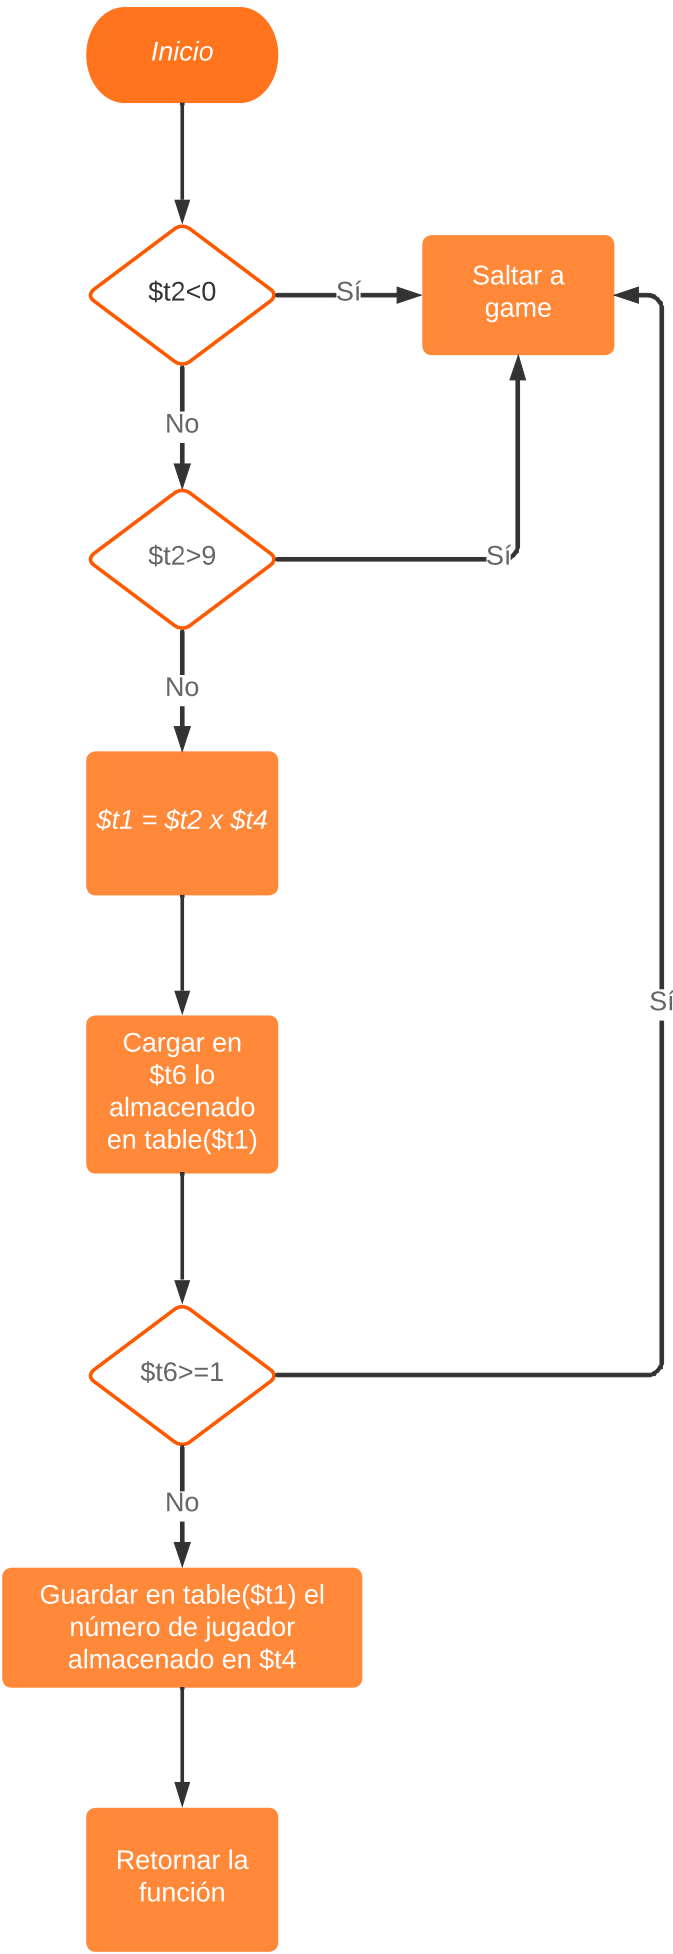 Inicio
$t2<0
Sí
Saltar a
game
No
$t2>9
Sí
No
$t1 = $t2 x $t4
Sí
Cargar en
$t6 lo
almacenado
en table($t1)
$t6>=1
No
Guardar en table($t1) el
número de jugador
almacenado en $t4
Retornar la
función